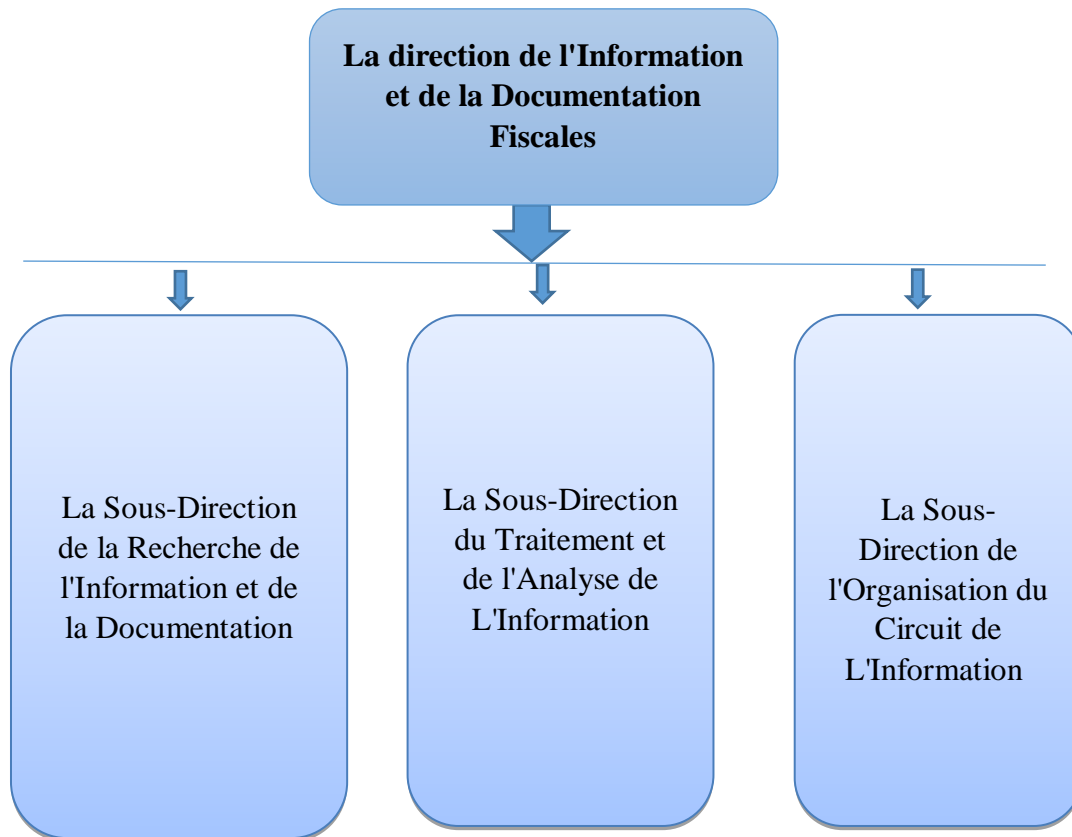 La direction de l'Information
et de la Documentation
Fiscales
La Sous-Direction
de la Recherche de
l'Information et de
la Documentation
La Sous-Direction
du Traitement et
de l'Analyse de
L'Information
La Sous-
Direction de
l'Organisation du
Circuit de
L'Information